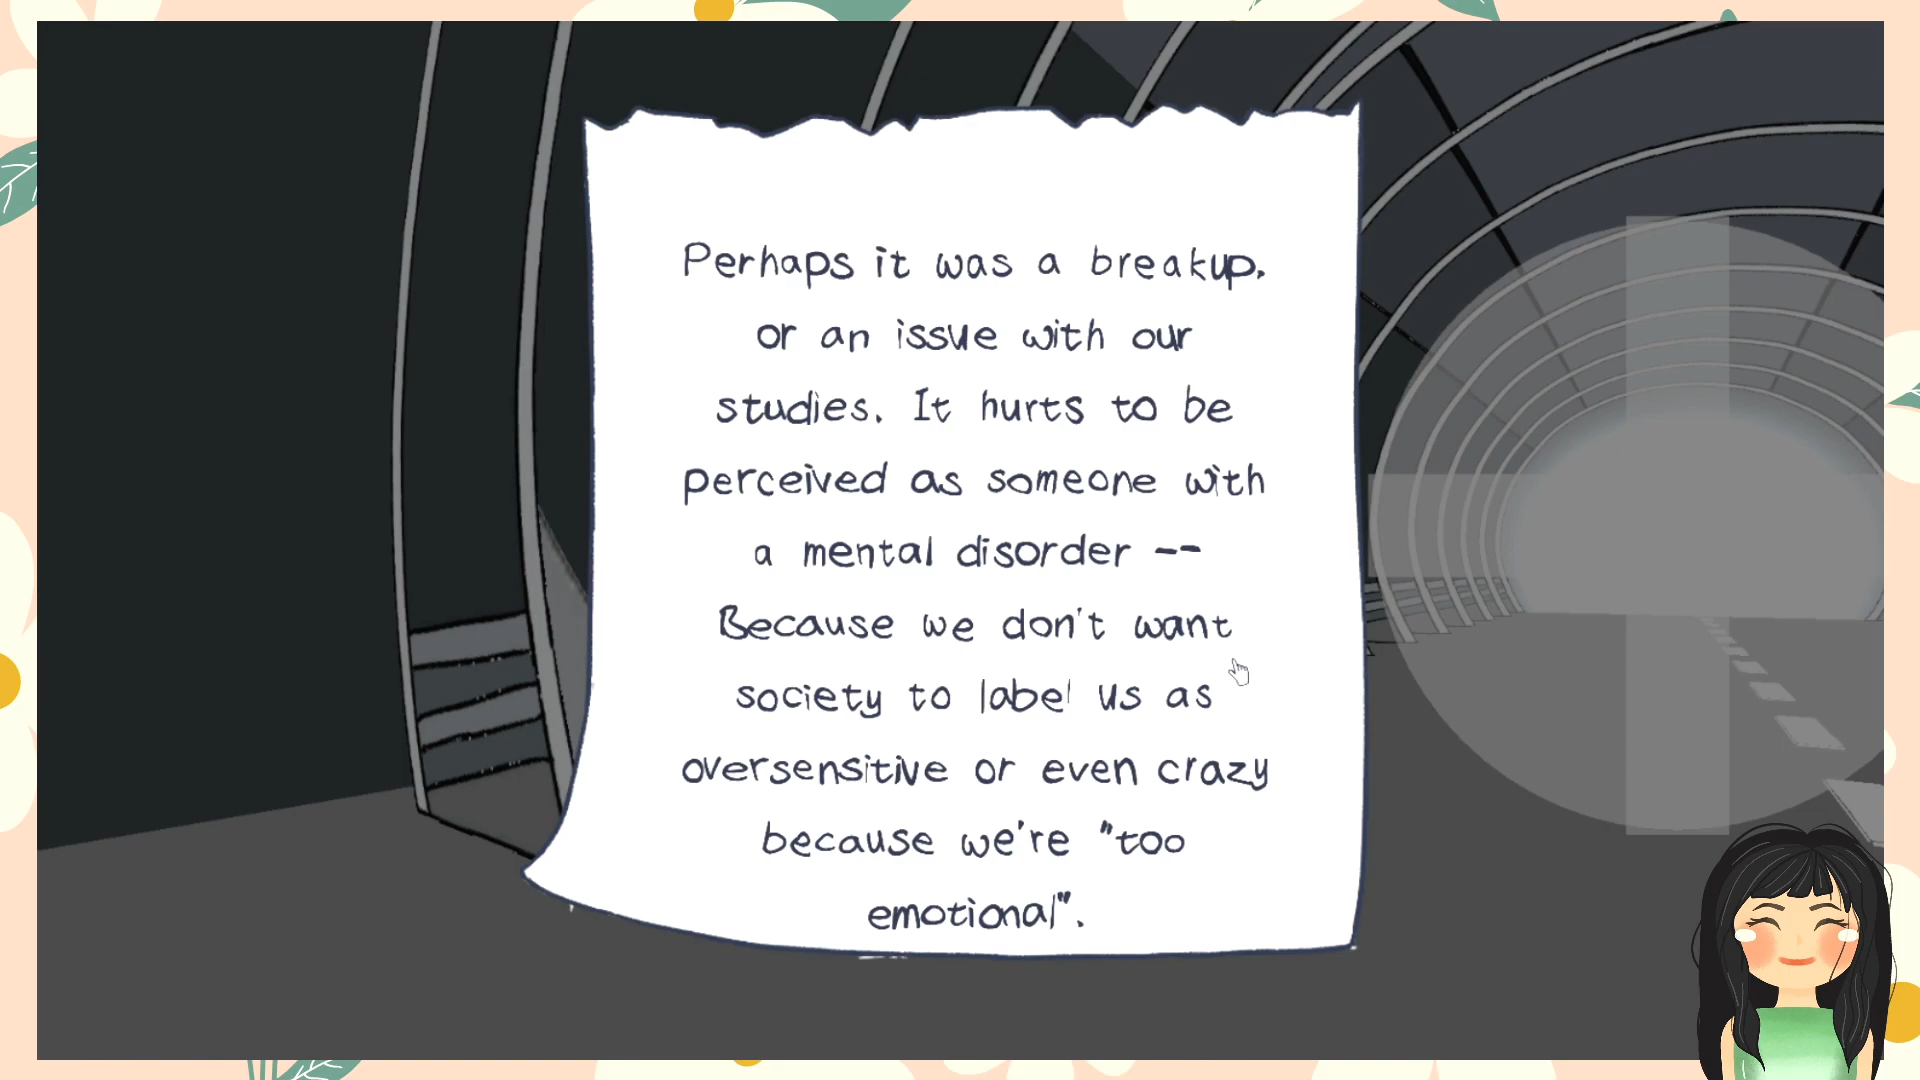 Perhaps it was a breakup.
or an issue with our
studies. It hurts to be
perceived as someone with
a mental disorder --
Because we don't want
society to label us as
oversensitive or even crazy
because we're "too
emotional".